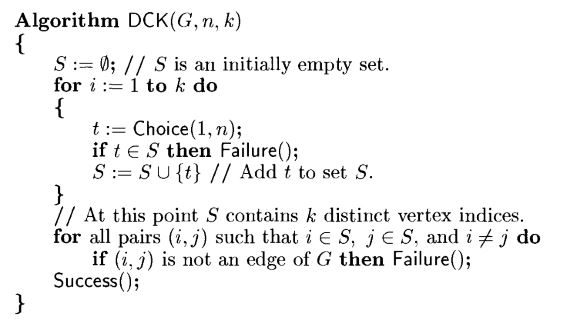 Algorithm DCK(G, n, k)
{
S := ∅; // S is an initially empty set.
for i := 1 to k do
{
t := Choice(1, n);
if t ∈ S then Failure();
S := S ∪ {t} // Add t to set S.
}
// At this point S contains k distinct vertex indices.
for all pairs (i, j) such that i ∈ S, j ∈ S, and i ≠ j do
if (i, j) is not an edge of G then Failure();
Success();
}